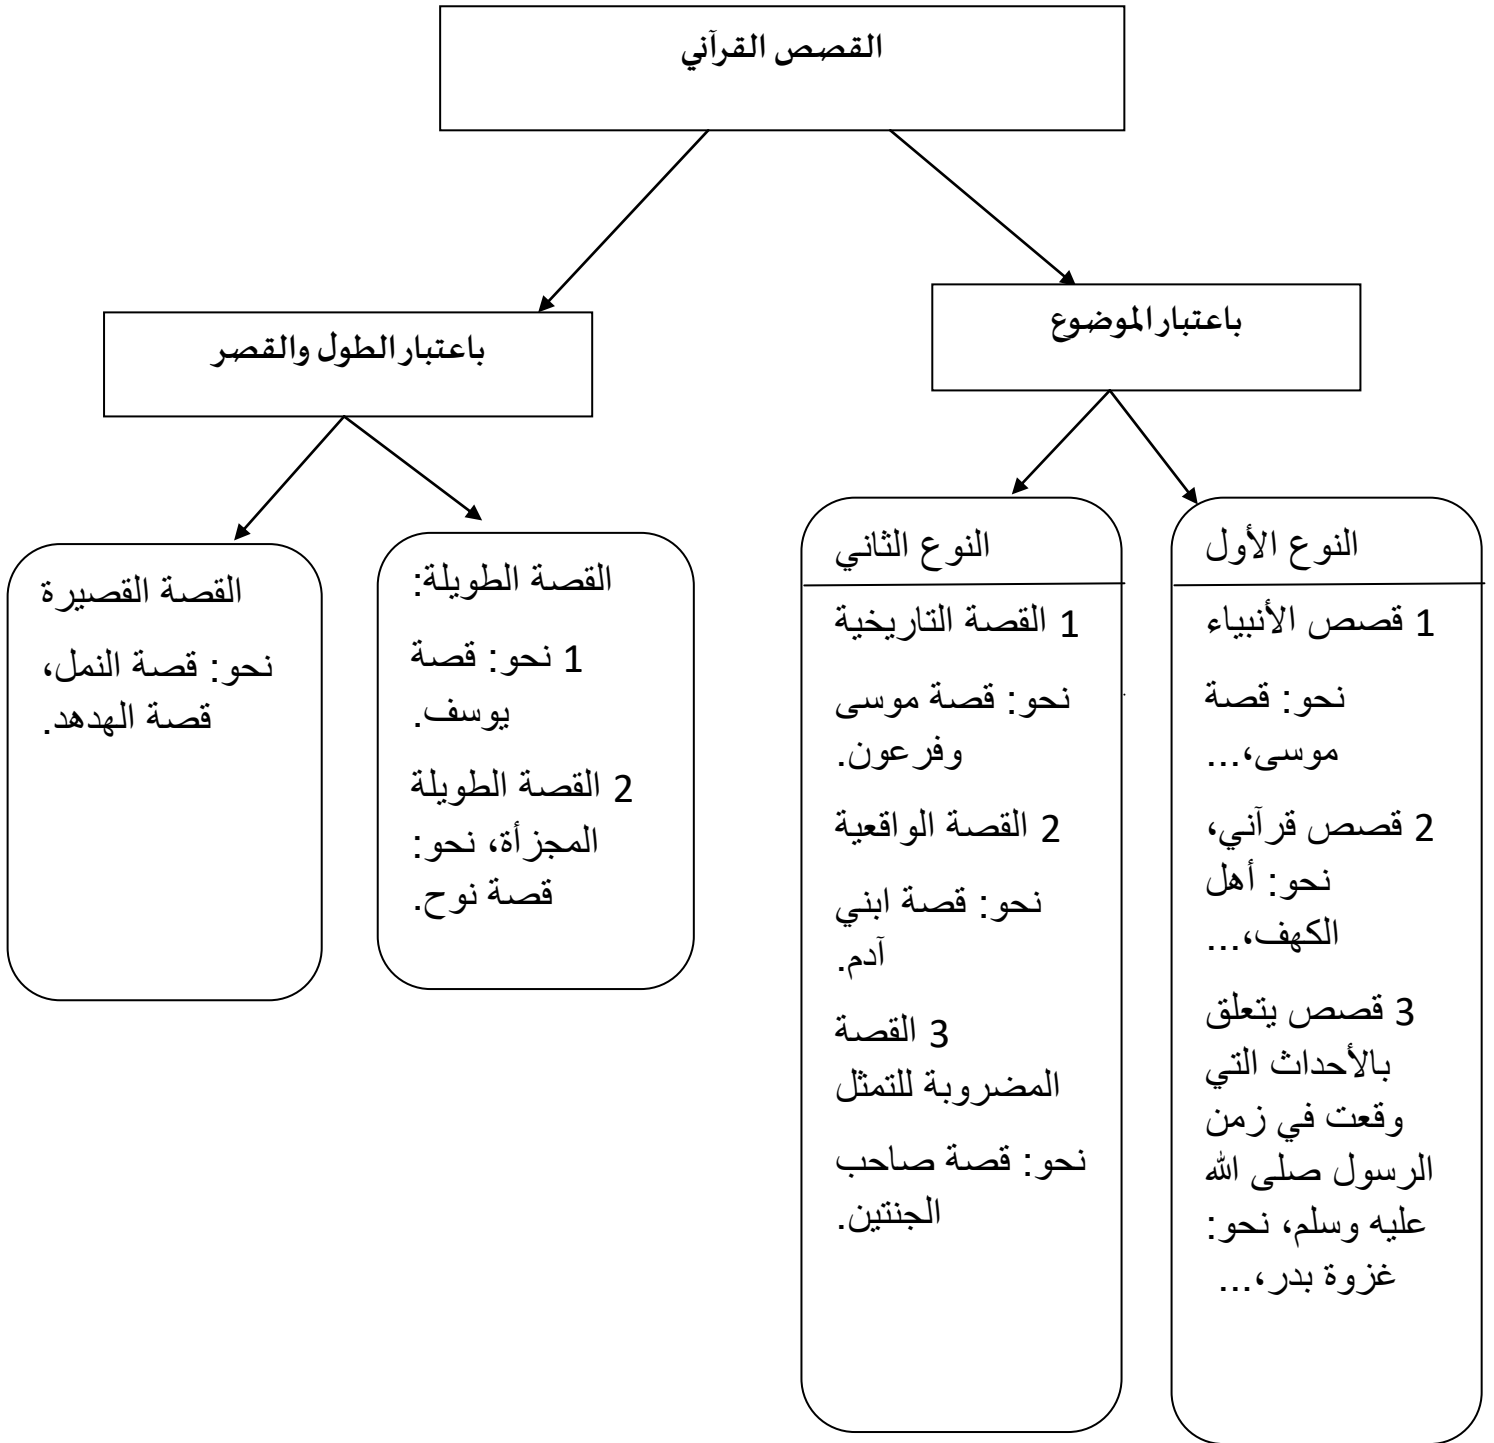 القصص القرآني
باعتبار الموضوع
باعتبار الطول والقصر
النوع الأول
1 قصص الأنبياء
نحو: قصة
موسى،...
2 قصص قرآني،
نحو: أهل
الكهف،...
3 قصص يتعلق
بالأحداث التي
وقعت في زمن
الرسول صلى الله
عليه وسلم، نحو:
غزوة بدر،...
النوع الثاني
1 القصة التاريخية
نحو: قصة موسى
وفرعون.
2 القصة الواقعية
نحو: قصة ابني
آدم.
3 القصة
المضروبة للتمثل
نحو: قصة صاحب
الجنتين.
القصة الطويلة:
1 نحو: قصة
يوسف.
2 القصة الطويلة
المجزأة، نحو:
قصة نوح.
القصة القصيرة
نحو: قصة النمل،
قصة الهدهد.